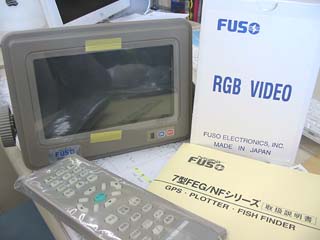 FUSO
RGB VIDEO
FUSO ELECTRONICS, INC.
MADE IN JAPAN
FUSO
FUSO
7型FEG/NFシリーズ
取扱説明書
GPS・PLOTTER・FISH FINDER